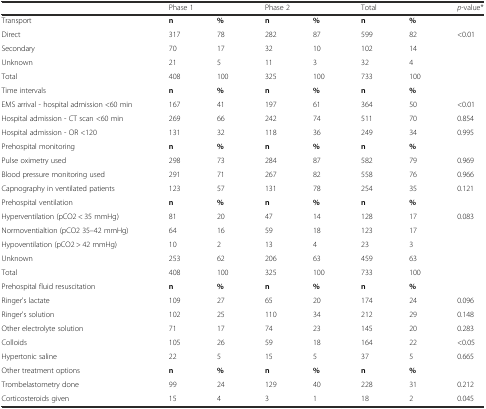 Phase 1 Phase 2 Total p-value*
Transport n % n % n %
Direct 317 78 282 87 599 82 <0.01
Secondary 70 17 32 10 102 14
Unknown 21 5 11 3 32 4
Total 408 100 325 100 733 100
Time intervals n % n % n %
EMS arrival - hospital admission <60 min 167 41 197 61 364 50 <0.01
Hospital admission - CT scan <60 min 269 66 242 74 511 70 0.854
Hospital admission - OR <120 131 32 118 36 249 34 0.995
Prehospital monitoring n % n % n %
Pulse oximetry used 298 73 284 87 582 79 0.969
Blood pressure monitoring used 291 71 267 82 558 76 0.966
Capnography in ventilated patients 123 57 131 78 254 35 0.121
Prehospital ventilation n % n % n %
Hyperventilation (pCO2 < 35 mmHg) 81 20 47 14 128 17 0.083
Normoventialtion (pCO2 35–42 mmHg) 64 16 59 18 123 17
Hypoventilation (pCO2 > 42 mmHg) 10 2 13 4 23 3
Unknown 253 62 206 63 459 63
Total 408 100 325 100 733 100
Prehospital fluid resuscitation n % n % n %
Ringer's lactate 109 27 65 20 174 24 0.096
Ringer's solution 102 25 110 34 212 29 0.148
Other electrolyte solution 71 17 74 23 145 20 0.283
Colloids 105 26 59 18 164 22 <0.05
Hypertonic saline 22 5 15 5 37 5 0.665
Other treatment options n % n % n %
Trombelastometry done 99 24 129 40 228 31 0.212
Corticosteroids given 15 4 3 1 18 2 0.045